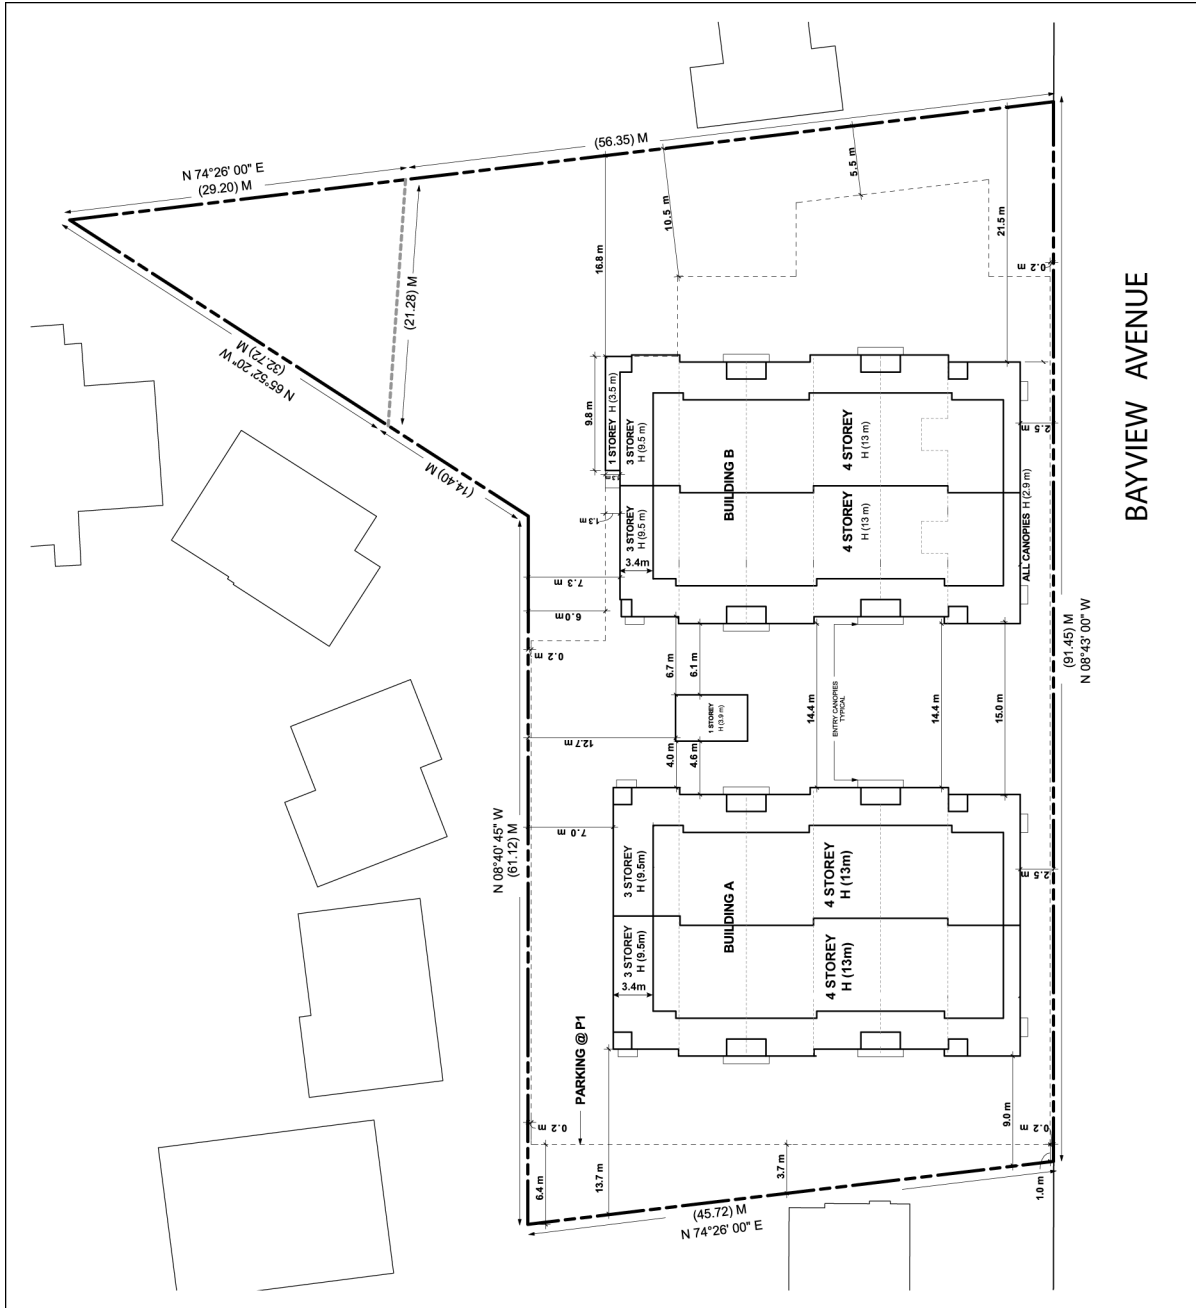 N 74°26' 00" E
(29.20) M
(56.35) M
10.5 m
5.5 m
16.8 m
21.5 m
0.2 m
(21.28) M
N 65°52' 20" W
(32.72) M
(14.40) M
BAYVIEW AVENUE
9.8 m
1 STOREY H (3.5 m)
3 STOREY
H (9.5 m)
3 STOREY
H (9.5 m)
BUILDING B
4 STOREY
H (13 m)
4 STOREY
H (13 m)
2.5 m
ALL CANOPIES H (2.9 m)
1.3 m
3.4m
7.3 m
6.0m
0.2 m
6.7 m
6.1 m
1 STOREY
H (3.9 m)
12.7 m
4.0 m
4.6 m
14.4 m
ENTRY CANOPIES
TYPICAL
14.4 m
15.0 m
(91.45) M
N 08°43' 00" W
N 08°40' 45" W
(61.12) M
7.0 m
3 STOREY
H (9.5m)
3 STOREY
H (9.5m)
3.4m
BUILDING A
4 STOREY
H (13m)
4 STOREY
H (13m)
2.5 m
PARKING @ P1
0.2 m
0.2 m
9.0 m
6.4 m
13.7 m
3.7 m
1.0 m
(45.72) M
N 74°26' 00" E